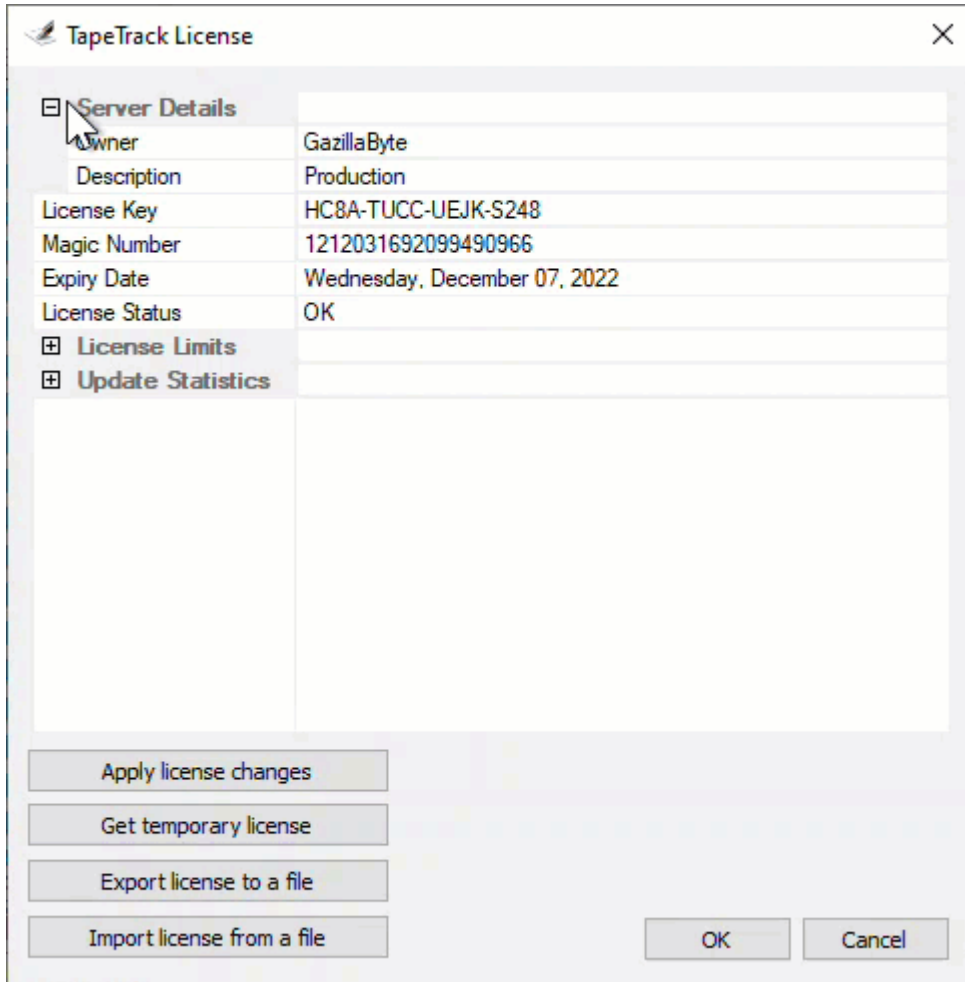 TapeTrack License
Server Details
Owner GazillaByte
Description Production
License Key HC8A-TUCC-UEJK-S248
Magic Number 1212031692099490966
Expiry Date Wednesday, December 07, 2022
License Status OK
License Limits
Update Statistics
Apply license changes
Get temporary license
Export license to a file
Import license from a file
OK Cancel